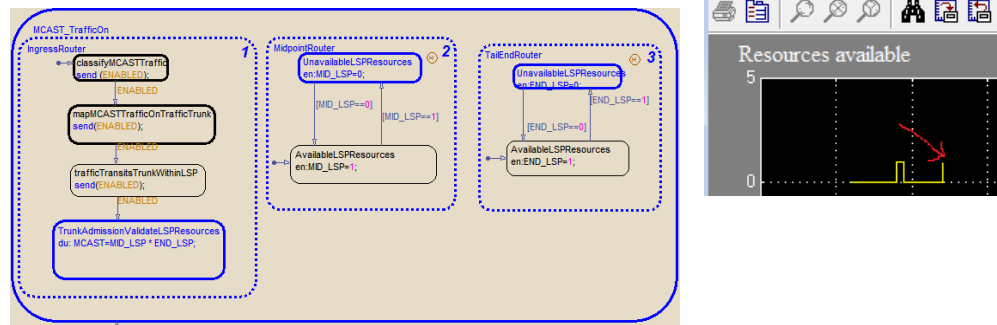 MCAST_TrafficOn
IngressRouter
1
classifyMCASTTraffic
send (ENABLED);
ENABLED
mapMCASTTrafficOnTrafficTrunk
send(ENABLED);
ENABLED
trafficTransitsTrunkWithinLSP
send(ENABLED);
ENABLED
TrunkAdmissionValidateLSPResources
du: MCAST=MID_LSP * END_LSP;
MidpointRouter
H
2
UnavailableLSPResources
en:MID_LSP=0;
[MID_LSP==0]
[MID_LSP==1]
AvailableLSPResources
en:MID_LSP=1;
TailEndRouter
H
3
UnavailableLSPResources
en:END_LSP=0;
[END_LSP==1]
[END_LSP==0]
AvailableLSPResources
en:END_LSP=1;
Resources available
5
0